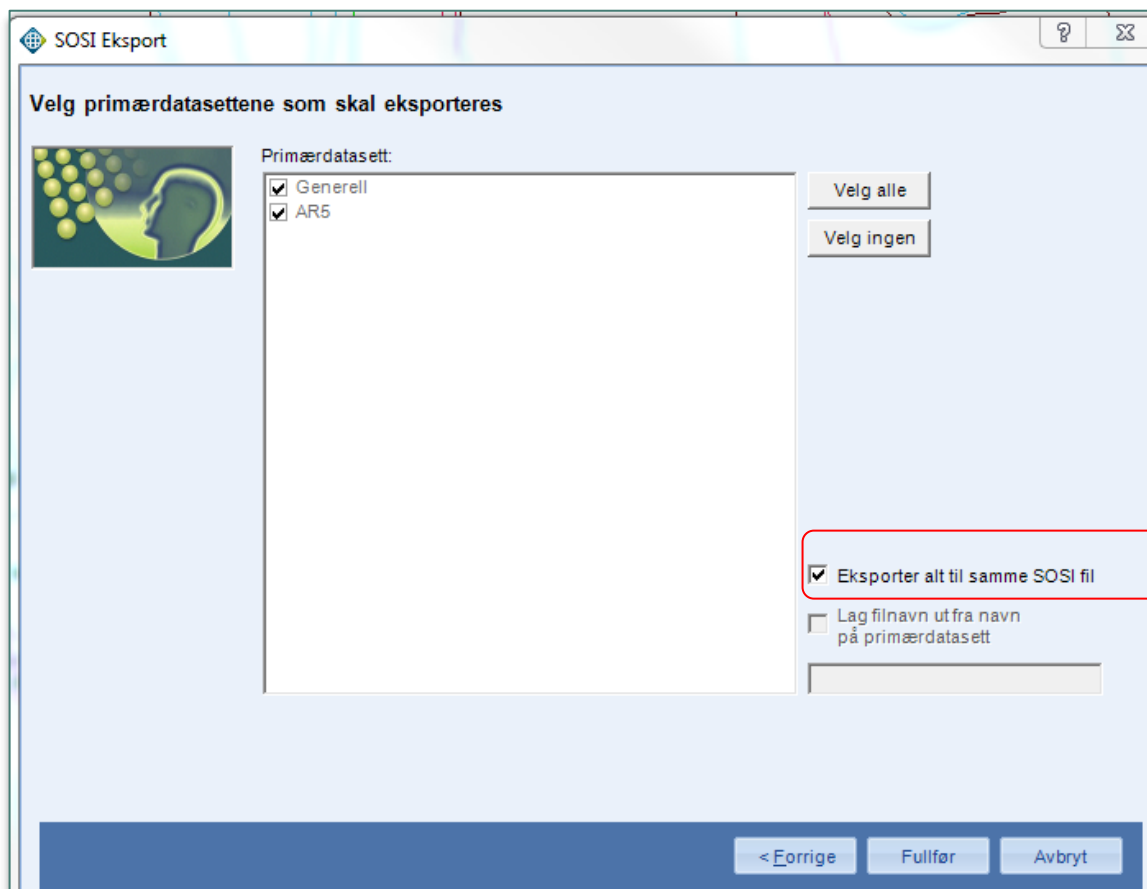 SOSI Eksport
Velg primærdatasettene som skal eksporteres
Primærdatasett:
Generell
AR5
Velg alle
Velg ingen
Eksporter alt til samme SOSI fil
Lag filnavn ut fra navn
på primærdatasett
< Forrige
Fullfør
Avbryt